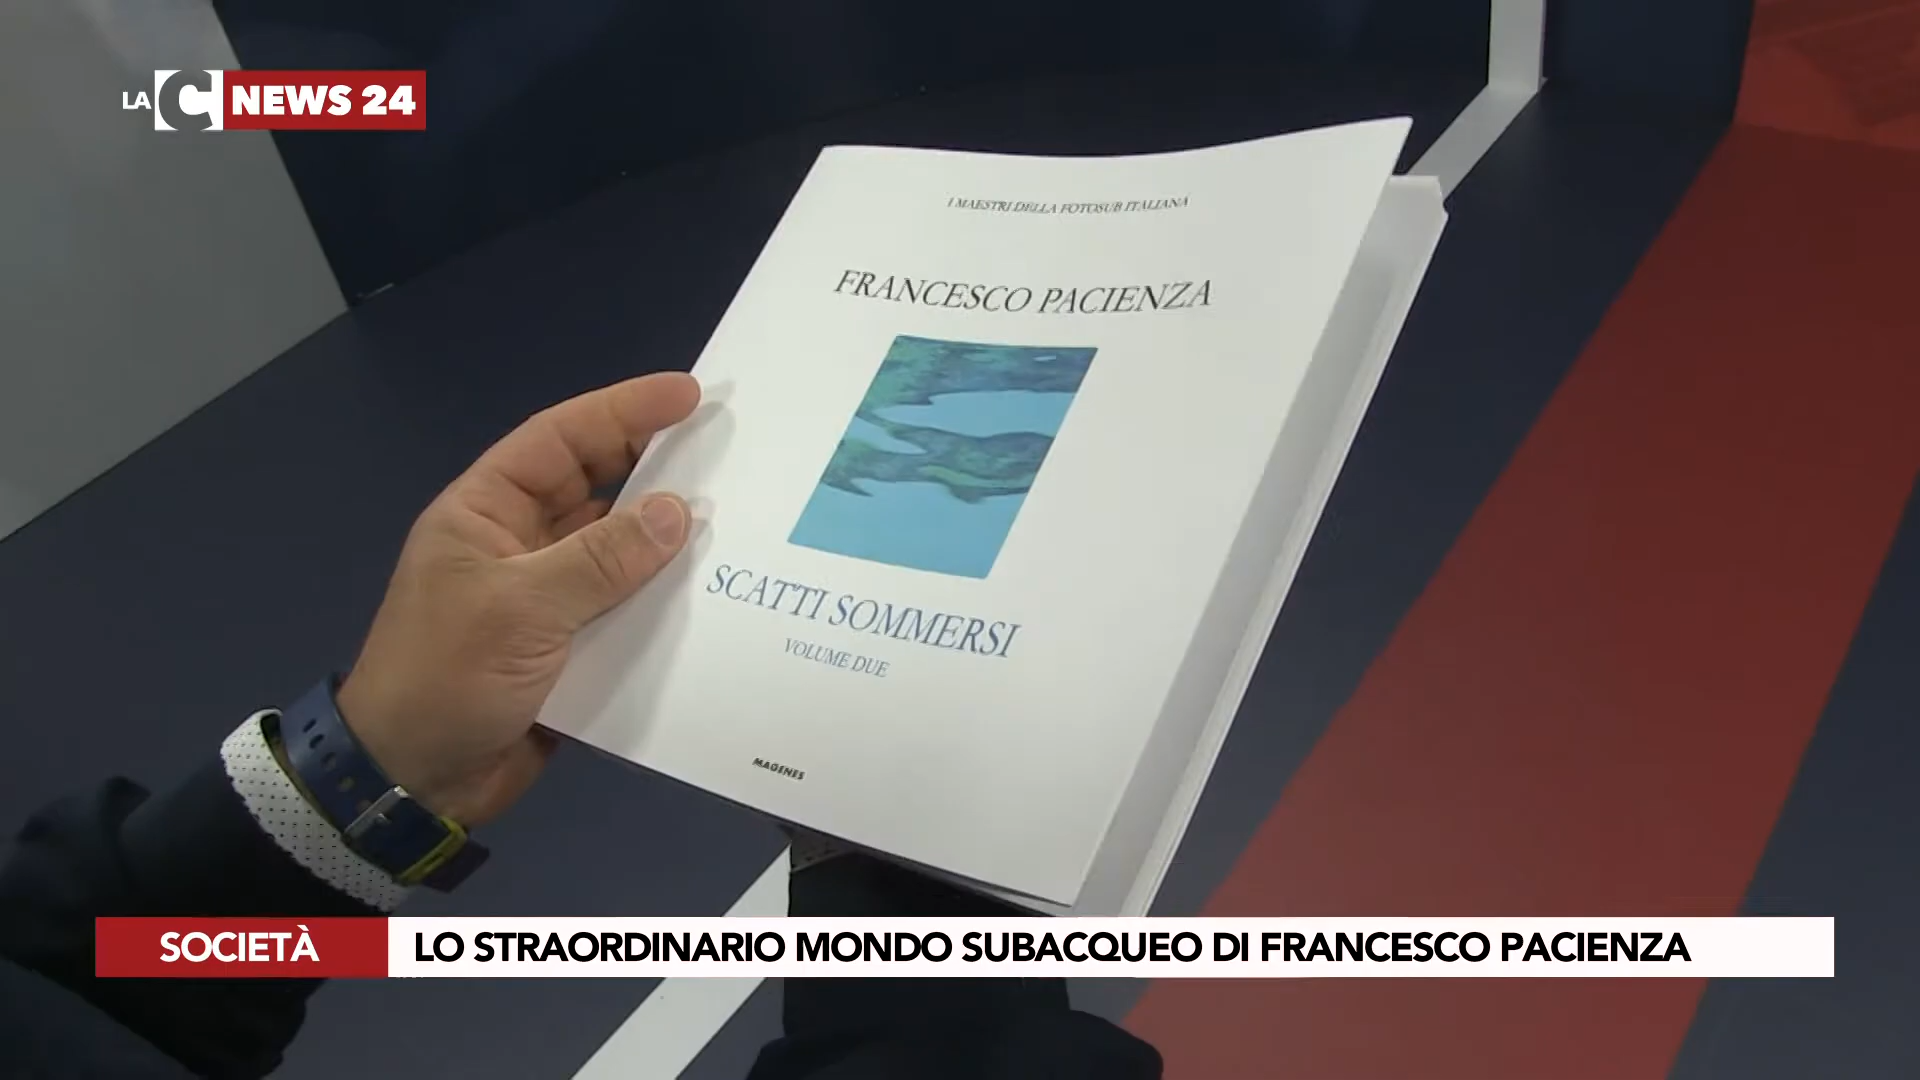 LA C NEWS 24
I MAESTRI DELLA FOTOSUB ITALIANA
FRANCESCO PACIENZA
SCATTI SOMMERSI
VOLUME DUE
MAGENES
SOCIETÀ LO STRAORDINARIO MONDO SUBACQUEO DI FRANCESCO PACIENZA